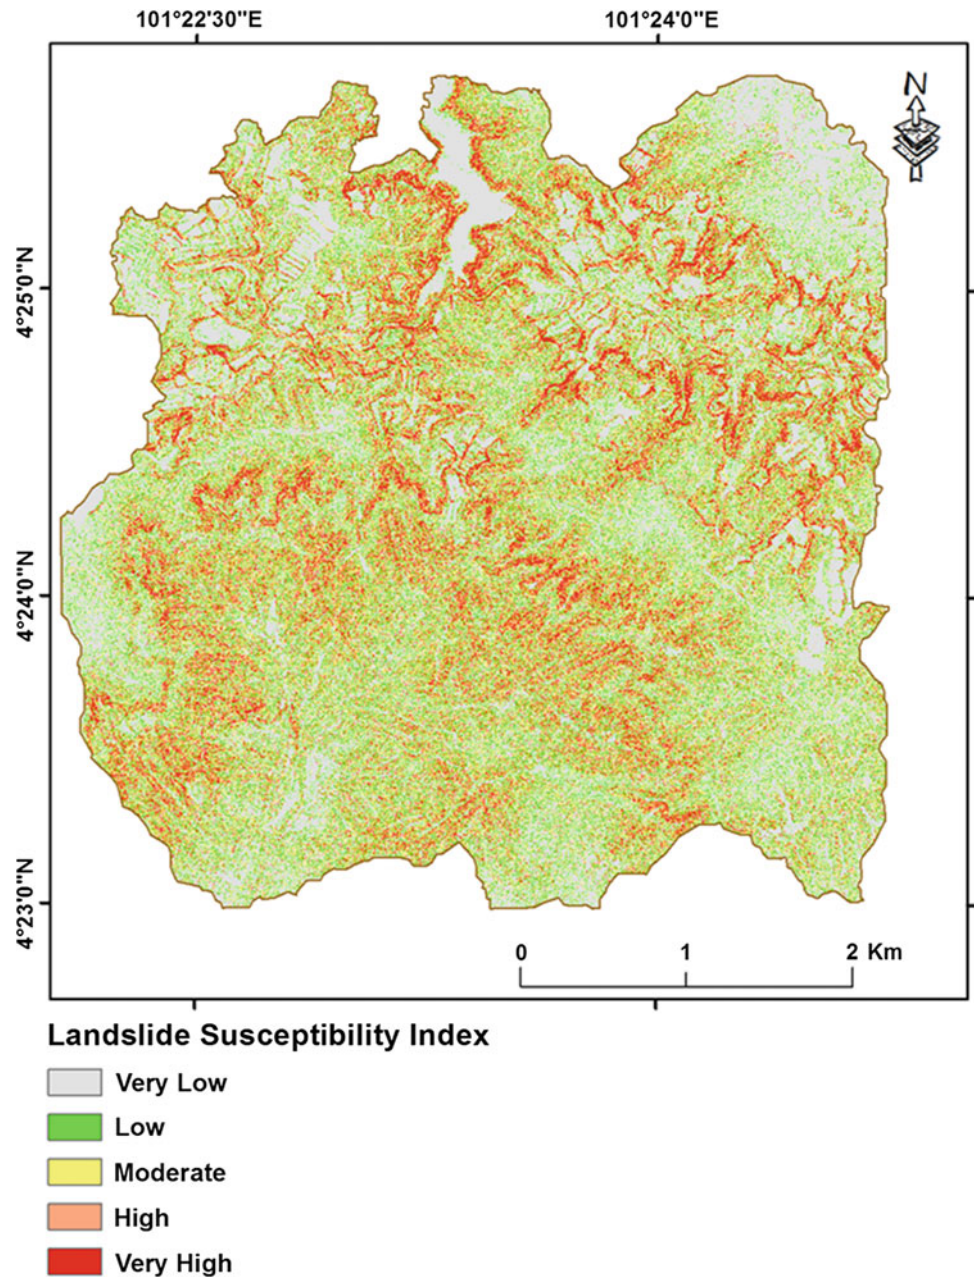 101°22'30"E 101°24'0"E
N
4°25'0"N
4°24'0"N
4°23'0"N
0 1 2 Km
Landslide Susceptibility Index
Very Low
Low
Moderate
High
Very High